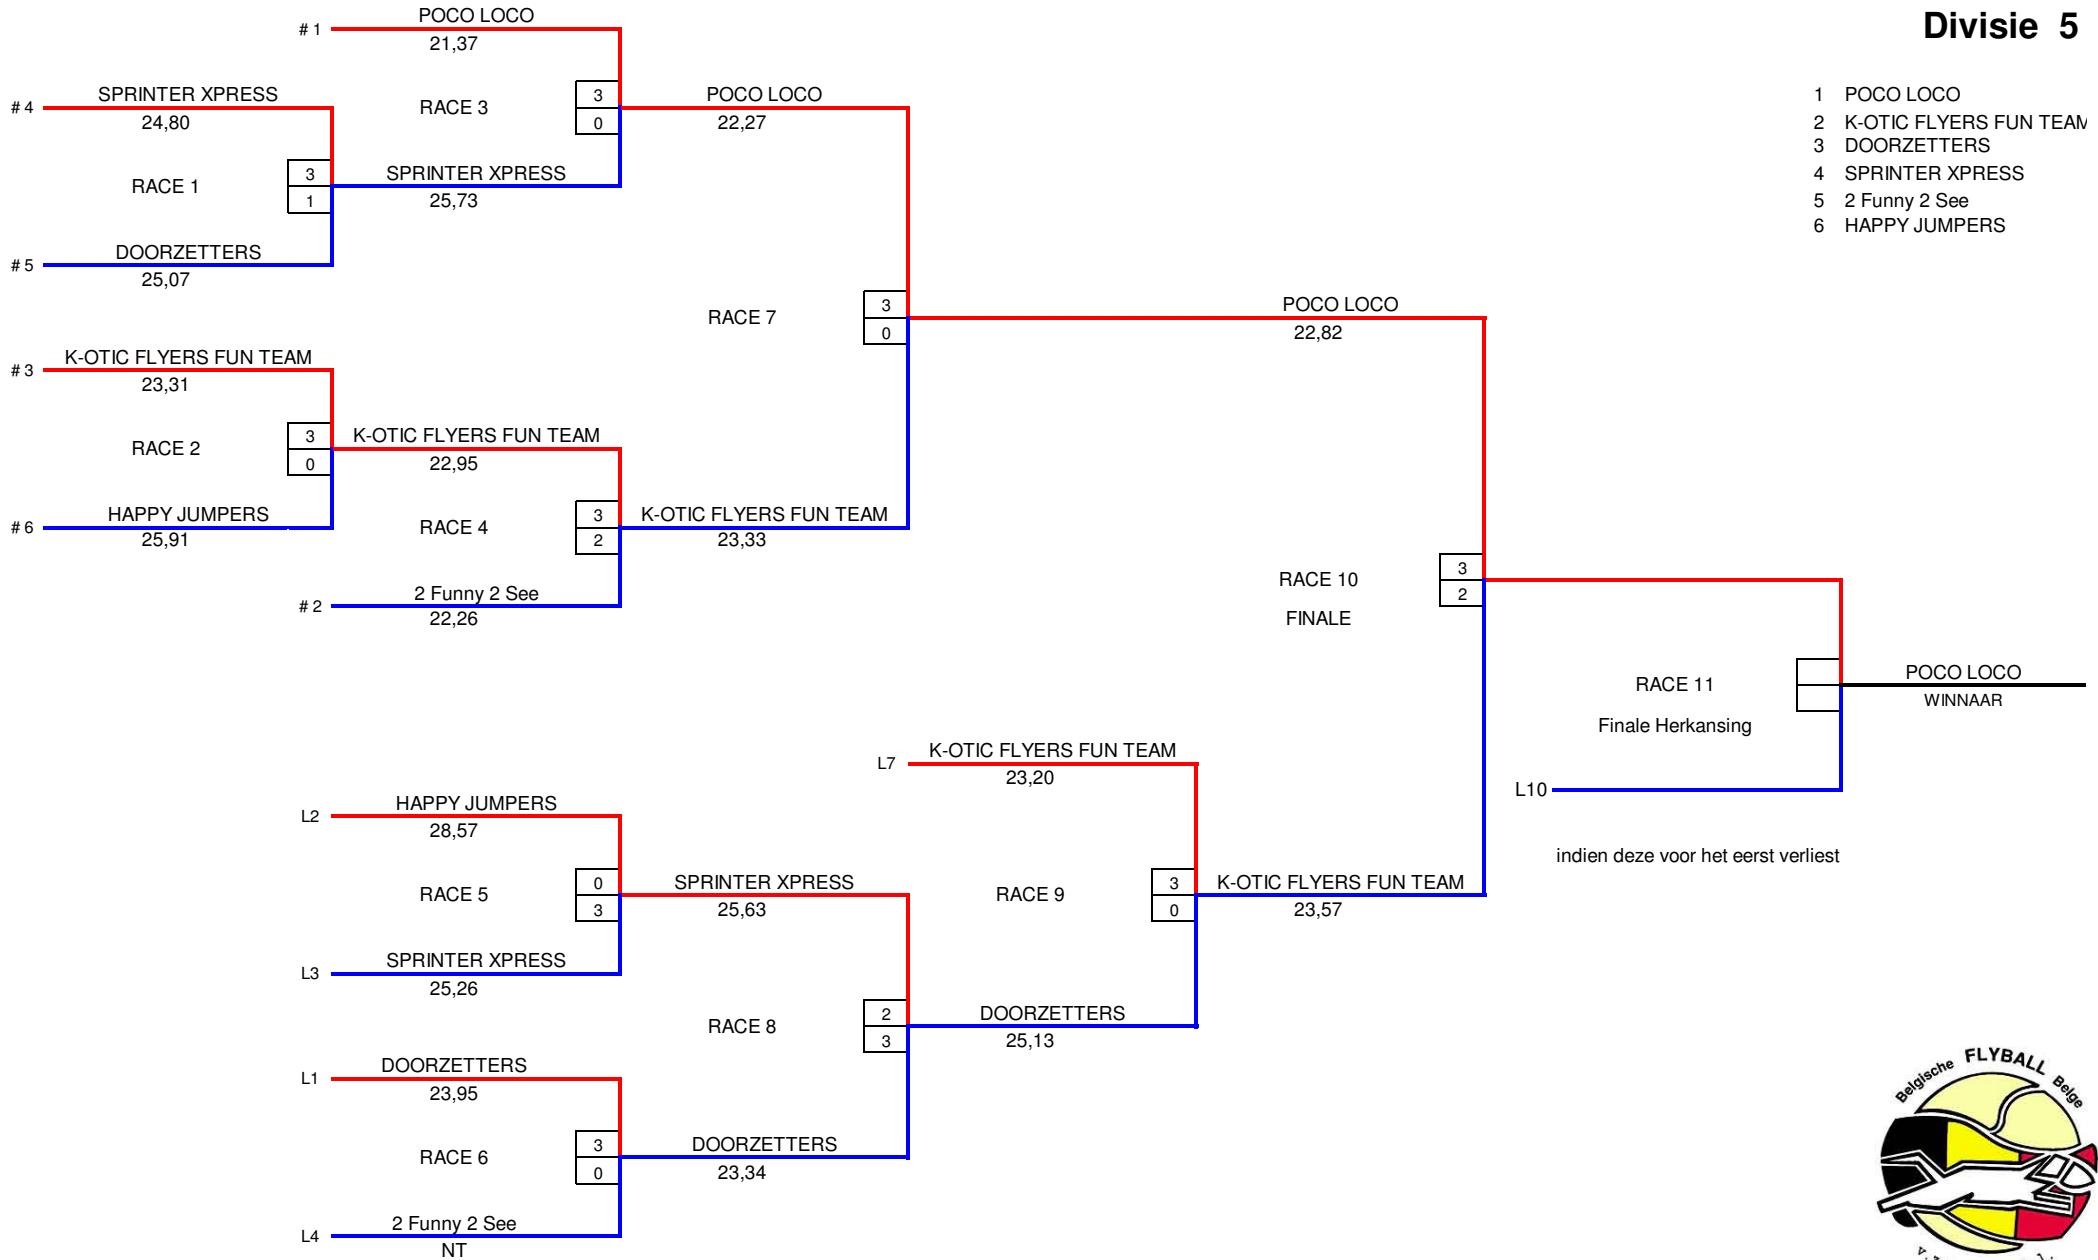 Divisie 5
1 POCO LOCO
2 K-OTIC FLYERS FUN TEAM
3 DOORZETTERS
4 SPRINTER XPRESS
5 2 Funny 2 See
6 HAPPY JUMPERS
# 1
POCO LOCO
21,37
# 4
SPRINTER XPRESS
24,80
RACE 3
3
0
POCO LOCO
22,27
RACE 1
3
1
SPRINTER XPRESS
25,73
# 5
DOORZETTERS
25,07
RACE 7
3
0
POCO LOCO
22,82
# 3
K-OTIC FLYERS FUN TEAM
23,31
RACE 2
3
0
K-OTIC FLYERS FUN TEAM
22,95
# 6
HAPPY JUMPERS
25,91
RACE 4
3
2
K-OTIC FLYERS FUN TEAM
23,33
# 2
2 Funny 2 See
22,26
RACE 10
FINALE
3
2
RACE 11
Finale Herkansing
POCO LOCO
WINNAAR
L7
K-OTIC FLYERS FUN TEAM
23,20
L10
indien deze voor het eerst verliest
L2
HAPPY JUMPERS
28,57
RACE 5
0
3
SPRINTER XPRESS
25,63
RACE 9
3
0
K-OTIC FLYERS FUN TEAM
23,57
L3
SPRINTER XPRESS
25,26
RACE 8
2
3
DOORZETTERS
25,13
L1
DOORZETTERS
23,95
RACE 6
3
0
DOORZETTERS
23,34
L4
2 Funny 2 See
NT
Belgische FLYBALL Belge